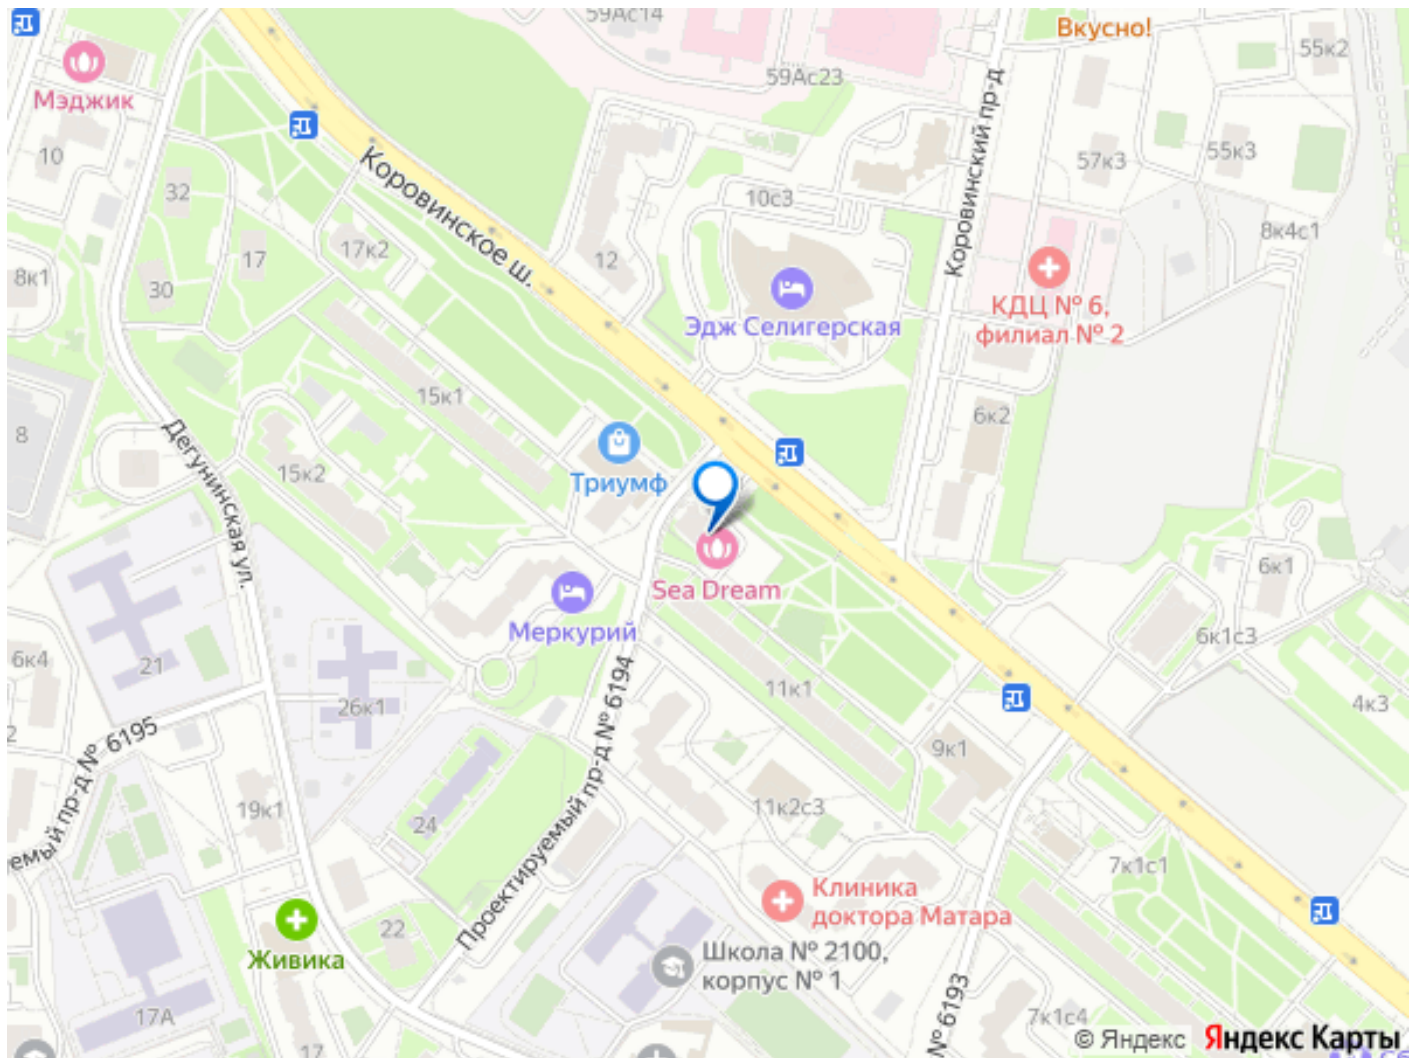 59Ас14
Вкусно!
55к2
59Ас23
Мэджик
Коровинский пр-д
10
57к3
55к3
Коровинское ш.
32
10с3
17к2
12
8к4с1
17
8к1
30
КДЦ № 6,
филиал № 2
Эдж Селигерская
15к1
6к2
8
Дегунинская ул.
15к2
Триумф
6к1
Sea Dream
Меркурий
6к1с3
6к4
21
11к1
4к3
26к1
Проектируемый пр-д № 6194
2
емый пр-д № 6195
9к1
19к1
24
11к2с3
7к1с1
Клиника
доктора Матара
22
Живика
Школа № 2100,
корпус № 1
№ 6193
17А
7к1с4
17
© Яндекс Яндекс Карты